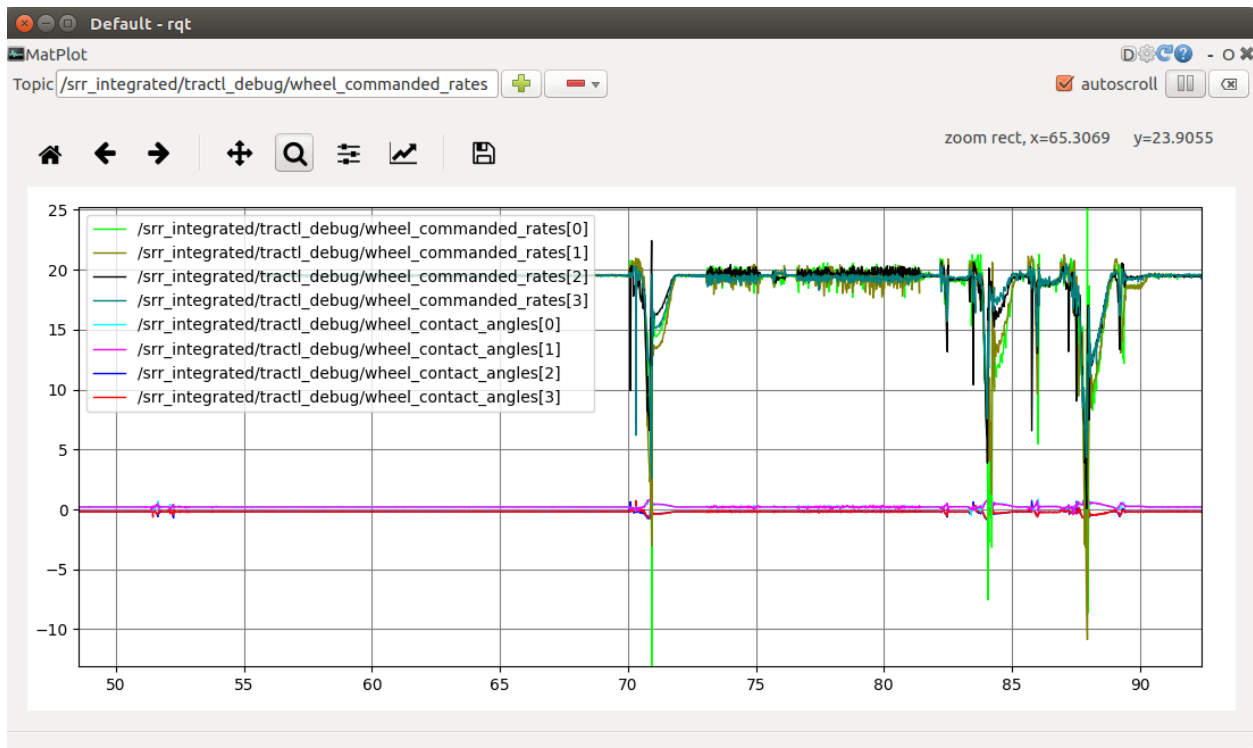 Default - rqt
MatPlot
D - O
Topic /srr_integrated/tractl_debug/wheel_commanded_rates autoscroll
zoom rect, x=65.3069 y=23.9055
/srr_integrated/tractl_debug/wheel_commanded_rates[0]
/srr_integrated/tractl_debug/wheel_commanded_rates[1]
/srr_integrated/tractl_debug/wheel_commanded_rates[2]
/srr_integrated/tractl_debug/wheel_commanded_rates[3]
/srr_integrated/tractl_debug/wheel_contact_angles[0]
/srr_integrated/tractl_debug/wheel_contact_angles[1]
/srr_integrated/tractl_debug/wheel_contact_angles[2]
/srr_integrated/tractl_debug/wheel_contact_angles[3]
25
20
15
10
5
0
−5
−10
50 55 60 65 70 75 80 85 90